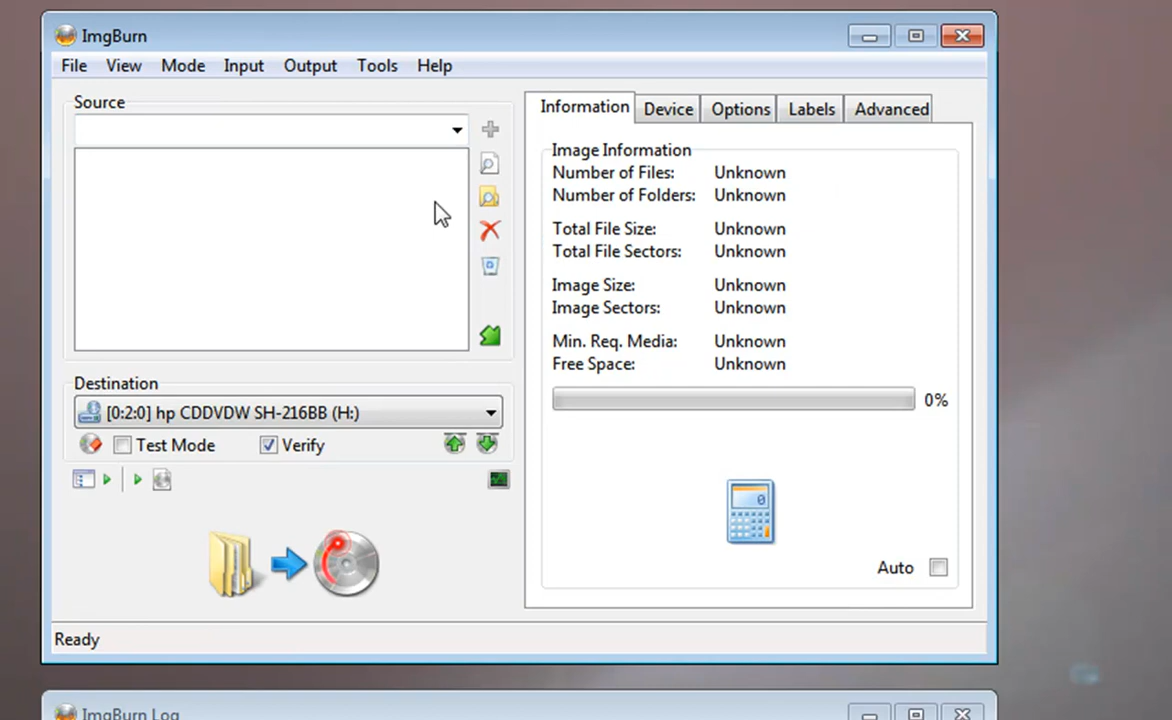 ImgBurn
File View Mode Input Output Tools Help
Source
Information Device Options Labels Advanced
Image Information
Number of Files: Unknown
Number of Folders: Unknown
Total File Size: Unknown
Total File Sectors: Unknown
Image Size: Unknown
Image Sectors: Unknown
Min. Req. Media: Unknown
Free Space: Unknown
0%
Destination
[0:2:0] hp CDDVDW SH-216BB (H:)
Test Mode Verify
0
Auto
Ready
ImgBurn Log